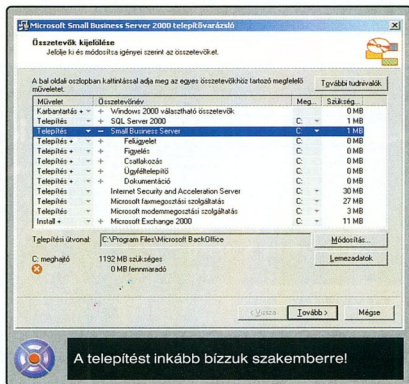 Microsoft Small Business Server 2000 telepítővarázsló
Összetevők kijelölése
Jelölje ki és módosítsa igényei szerint az összetevőket.
A bal oldali oszlopban kattintással adja meg az egyes összetevőkhöz tartozó megfelelő műveletet.
További tudnivalók
Művelet Összetevőnév Meg... Szükség...
Karbantartás + + Windows 2000 választható összetevők 0 MB
Telepítés + SQL Server 2000 C: 1 MB
Telepítés − Small Business Server C: 1 MB
Telepítés + + Felügyelet C: 0 MB
Telepítés + + Figyelés C: 0 MB
Telepítés + + Csatlakozás C: 0 MB
Telepítés + + Ügyféltelepítő C: 0 MB
Telepítés + + Dokumentáció C: 0 MB
Telepítés Internet Security and Acceleration Server C: 30 MB
Telepítés Microsoft faxmegosztási szolgáltatás C: 27 MB
Telepítés Microsoft modemmegosztási szolgáltatás C: 3 MB
Install + + Microsoft Exchange 2000 C: 11 MB
Telepítési útvonal: C:\Program Files\Microsoft BackOffice
Módosítás...
C: meghajtó 1192 MB szükséges
0 MB fennmaradó
Lemezadatok
< Vissza Tovább > Mégse
A telepítést inkább bízzuk szakemberre!